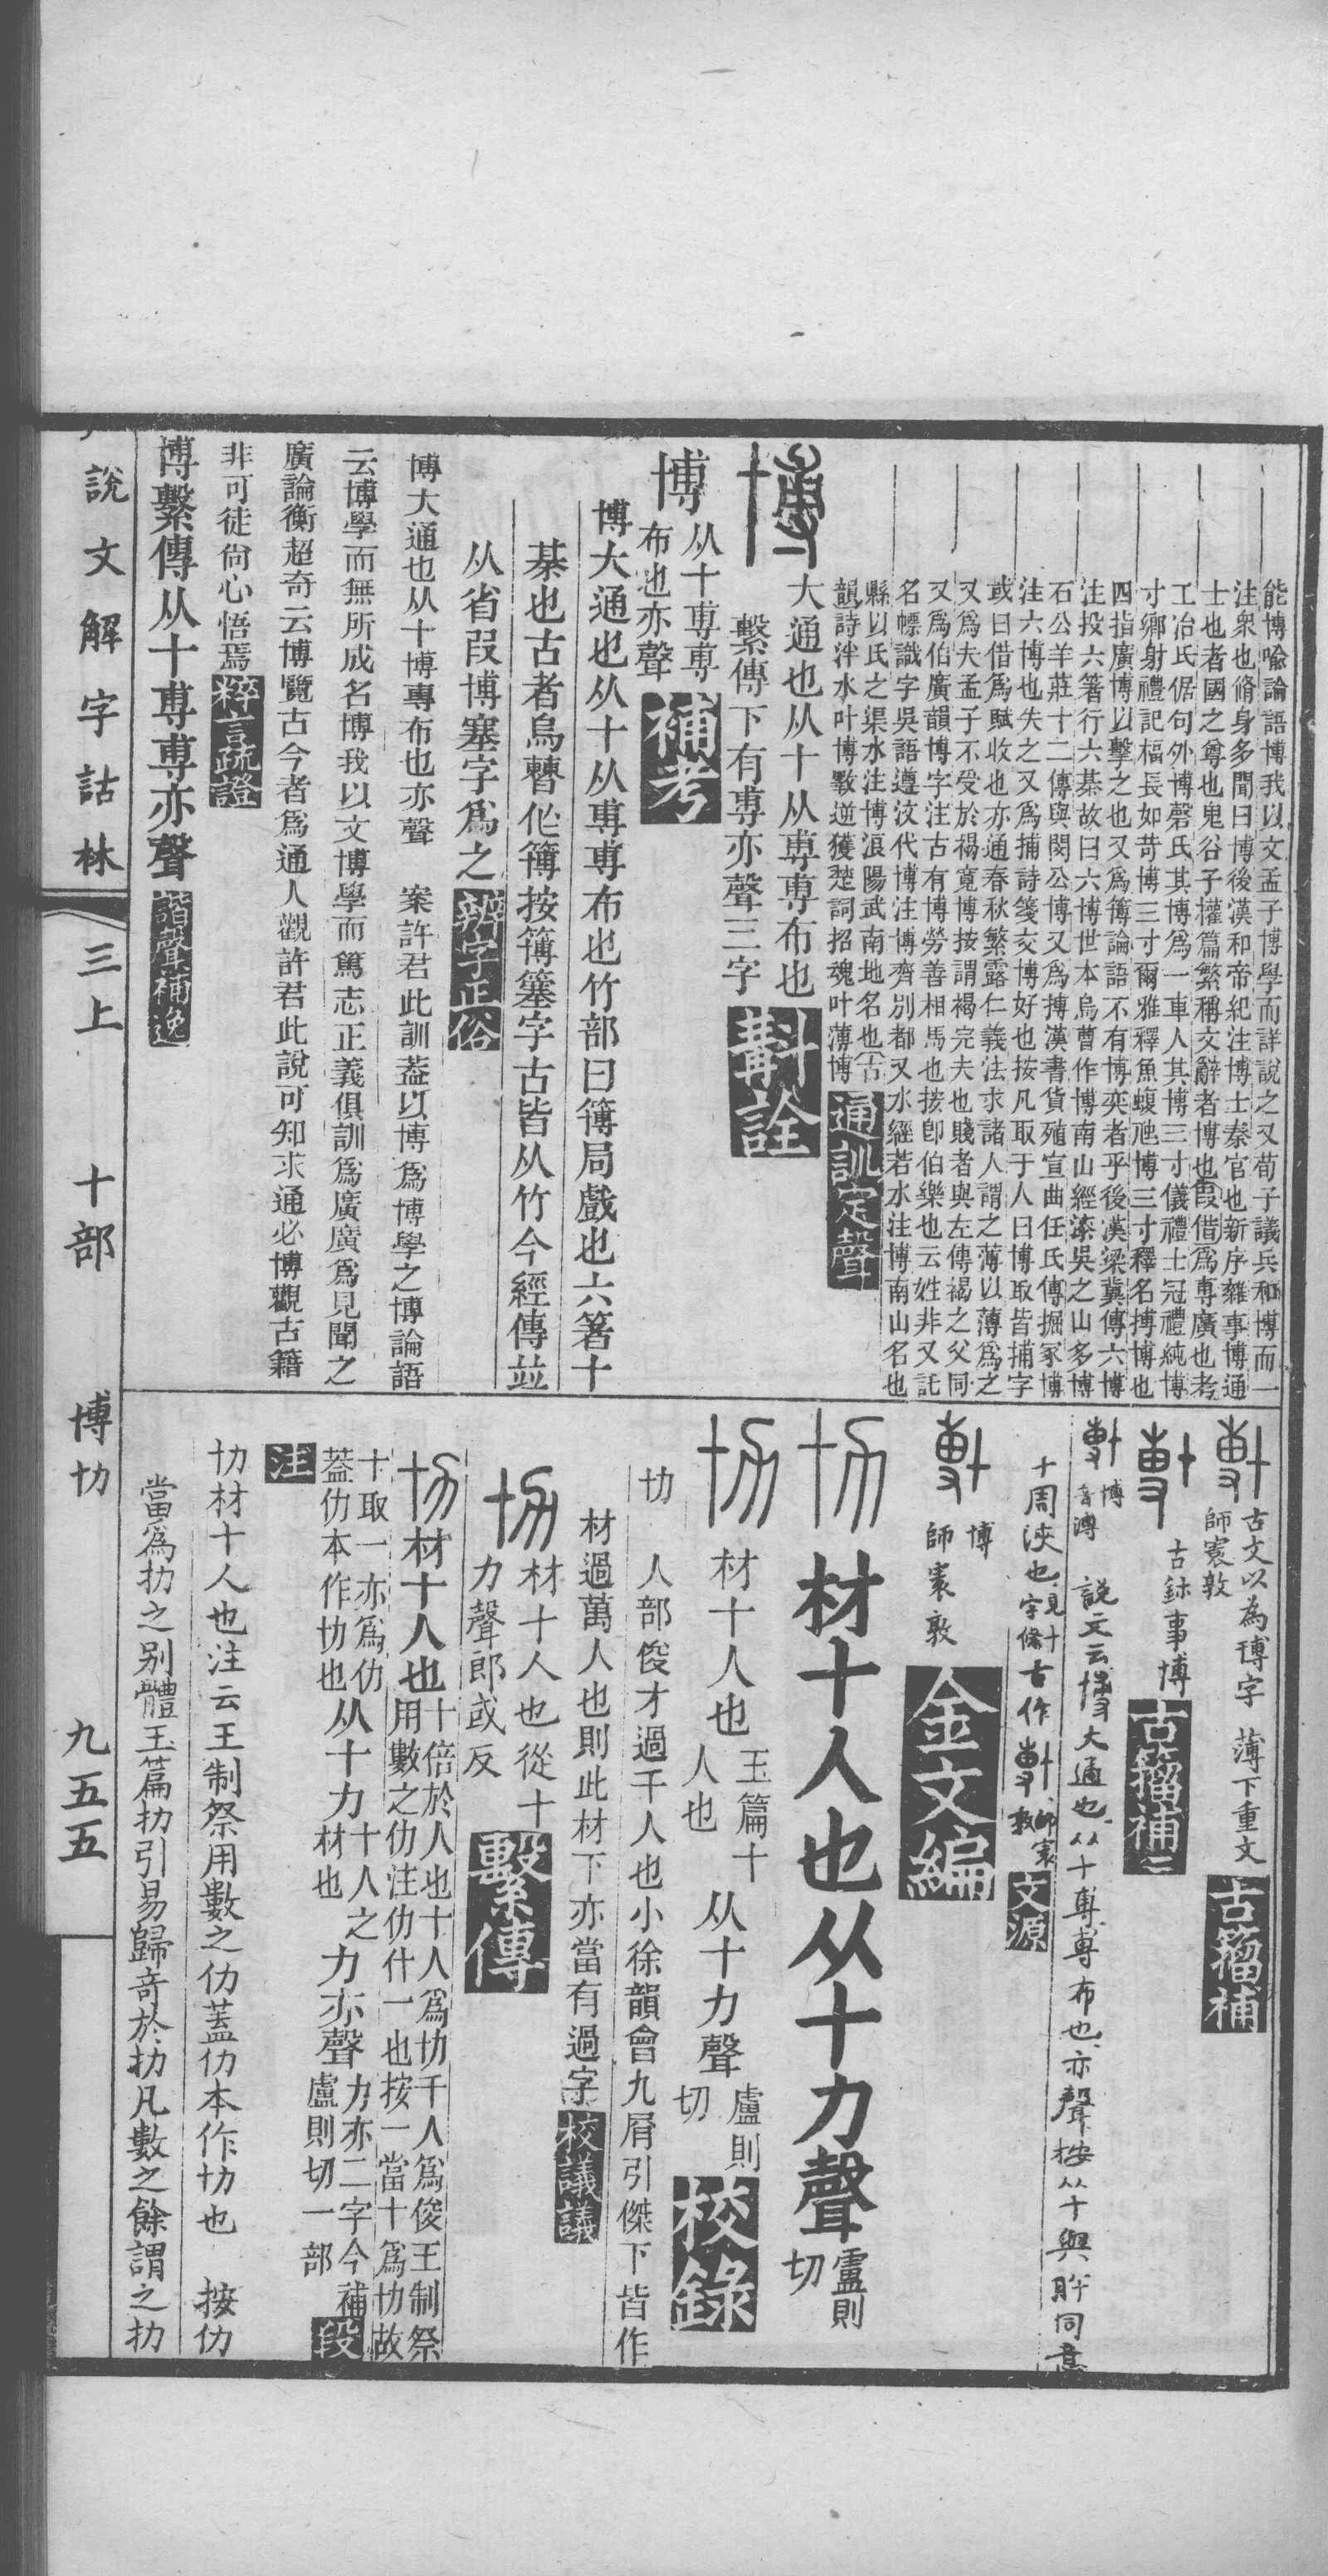 能博喻論語博我以文孟子博學而詳說之又荀子議兵和博而一
注衆也脩身多聞曰博後漢和帝紀注博士秦官也新序雜事博通
士也者國之尊也鬼谷子權篇繁稱文辭者博也叚借爲專廣也考
工冶氏倨句外博磬氏其博爲一車人其博三寸儀禮士冠禮純博
寸鄉射禮記楅長如笴博三寸爾雅釋魚蝮虺博三寸釋名搏博也
四指廣博以擊之也又爲簙論語不有博奕者乎後漢梁冀傳六博
注投六箸行六棊故曰六博世本烏曹作博南山經漆吳之山多博
石公羊莊十二傳與閔公博又爲搏漢書貨殖宣曲任氏傳掘冢博
注六博也失之又爲捕詩箋亥博好也按凡取于人曰博取皆捕字
或曰借爲賦收也亦通春秋繁露仁義法求諸人謂之薄以薄爲之
又爲夫孟子不受於褐寬博按謂褐完夫也賤者與左傳褐之父同
又爲伯廣韻博字注古有博勞善相馬也按卽伯樂也云姓非又託
名幖識字吳語遵汶代博注博齊別都又水經若水注博南山名也
縣以氏之渠水注博浪陽武南地名也古
韻詩泮水叶博斁逆獲楚詞招魂叶薄博 通訓定聲
大通也从十从尃尃布也
繫傳下有尃亦聲三字 斠詮
博 从十尃尃
布也亦聲 補考
博大通也从十从尃尃布也竹部曰簙局戲也六箸十
棊也古者烏曹作簙按簙簺字古皆从竹今經傳竝
从省叚博塞字爲之 辨字正俗
博大通也从十博專布也亦聲 案許君此訓葢以博爲博學之博論語
云博學而無所成名博我以文博學而篤志正義俱訓爲廣廣爲見聞之
廣論衡超奇云博覽古今者爲通人觀許君此說可知求通必博觀古籍
非可徒尙心悟焉 粹言疏證
博繫傳从十尃尃亦聲 諧聲補逸
古文以為博字 薄下重文
師寰敦 古籀補
古鉨事博 古籀補二
博
音溥 說文云博大通也从十尃尃布也亦聲按从十與肸同意
十周浹也見十
字條古作 師寰
敦 文源
博
師寰敦 金文編
材十人也从十力聲 盧則
切
材十人也 玉篇十
人也 从十力聲 盧則
切 校錄
朸 人部俊才過千人也小徐韻會九屑引傑下皆作
材過萬人也則此材下亦當有過字 校議議
材十人也從十
力聲郎或反 繫傳
材十人也 十倍於人也十人爲㔹千人爲俊王制祭
用數之仂注仂什一也按一當十爲㔹故
十取一亦爲仂
葢仂本作㔹也 从十力 十人之
材也 力亦聲 力亦二字今補
盧則切一部 段
注
㔹材十人也注云王制祭用數之仂葢仂本作㔹也 按仂
當爲扐之別體玉篇扐引易歸奇於扐凡數之餘謂之扐
說文解字詁林 三上 十部 博㔹 九五五